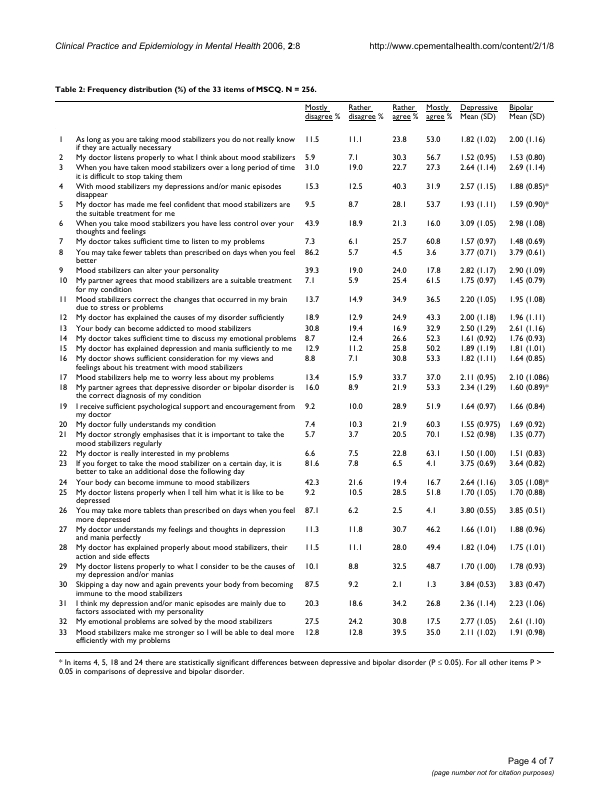 Clinical Practice and Epidemiology in Mental Health 2006, 2:8 http://www.cpementalhealth.com/content/2/1/8
Table 2: Frequency distribution (%) of the 33 items of MSCQ. N = 256.
Mostly Rather Rather Mostly Depressive Bipolar
disagree % disagree % agree % agree % Mean (SD) Mean (SD)
1 As long as you are taking mood stabilizers you do not really know 11.5 11.1 23.8 53.0 1.82 (1.02) 2.00 (1.16)
if they are actually necessary
2 My doctor listens properly to what I think about mood stabilizers 5.9 7.1 30.3 56.7 1.52 (0.95) 1.53 (0.80)
3 When you have taken mood stabilizers over a long period of time 31.0 19.0 22.7 27.3 2.64 (1.14) 2.69 (1.14)
it is difficult to stop taking them
4 With mood stabilizers my depressions and/or manic episodes 15.3 12.5 40.3 31.9 2.57 (1.15) 1.88 (0.85)*
disappear
5 My doctor has made me feel confident that mood stabilizers are 9.5 8.7 28.1 53.7 1.93 (1.11) 1.59 (0.90)*
the suitable treatment for me
6 When you take mood stabilizers you have less control over your 43.9 18.9 21.3 16.0 3.09 (1.05) 2.98 (1.08)
thoughts and feelings
7 My doctor takes sufficient time to listen to my problems 7.3 6.1 25.7 60.8 1.57 (0.97) 1.48 (0.69)
8 You may take fewer tablets than prescribed on days when you feel 86.2 5.7 4.5 3.6 3.77 (0.71) 3.79 (0.61)
better
9 Mood stabilizers can alter your personality 39.3 19.0 24.0 17.8 2.82 (1.17) 2.90 (1.09)
10 My partner agrees that mood stabilizers are a suitable treatment 7.1 5.9 25.4 61.5 1.75 (0.97) 1.45 (0.79)
for my condition
11 Mood stabilizers correct the changes that occurred in my brain 13.7 14.9 34.9 36.5 2.20 (1.05) 1.95 (1.08)
due to stress or problems
12 My doctor has explained the causes of my disorder sufficiently 18.9 12.9 24.9 43.3 2.00 (1.18) 1.96 (1.11)
13 Your body can become addicted to mood stabilizers 30.8 19.4 16.9 32.9 2.50 (1.29) 2.61 (1.16)
14 My doctor takes sufficient time to discuss my emotional problems 8.7 12.4 26.6 52.3 1.61 (0.92) 1.76 (0.93)
15 My doctor has explained depression and mania sufficiently to me 12.9 11.2 25.8 50.2 1.89 (1.19) 1.81 (1.01)
16 My doctor shows sufficient consideration for my views and 8.8 7.1 30.8 53.3 1.82 (1.11) 1.64 (0.85)
feelings about his treatment with mood stabilizers
17 Mood stabilizers help me to worry less about my problems 13.4 15.9 33.7 37.0 2.11 (0.95) 2.10 (1.086)
18 My partner agrees that depressive disorder or bipolar disorder is 16.0 8.9 21.9 53.3 2.34 (1.29) 1.60 (0.89)*
the correct diagnosis of my condition
19 I receive sufficient psychological support and encouragement from 9.2 10.0 28.9 51.9 1.64 (0.97) 1.66 (0.84)
my doctor
20 My doctor fully understands my condition 7.4 10.3 21.9 60.3 1.55 (0.975) 1.69 (0.92)
21 My doctor strongly emphasises that it is important to take the 5.7 3.7 20.5 70.1 1.52 (0.98) 1.35 (0.77)
mood stabilizers regularly
22 My doctor is really interested in my problems 6.6 7.5 22.8 63.1 1.50 (1.00) 1.51 (0.83)
23 If you forget to take the mood stabilizer on a certain day, it is 81.6 7.8 6.5 4.1 3.75 (0.69) 3.64 (0.82)
better to take an additional dose the following day
24 Your body can become immune to mood stabilizers 42.3 21.6 19.4 16.7 2.64 (1.16) 3.05 (1.08)*
25 My doctor listens properly when I tell him what it is like to be 9.2 10.5 28.5 51.8 1.70 (1.05) 1.70 (0.88)
depressed
26 You may take more tablets than prescribed on days when you feel 87.1 6.2 2.5 4.1 3.80 (0.55) 3.85 (0.51)
more depressed
27 My doctor understands my feelings and thoughts in depression 11.3 11.8 30.7 46.2 1.66 (1.01) 1.88 (0.96)
and mania perfectly
28 My doctor has explained properly about mood stabilizers, their 11.5 11.1 28.0 49.4 1.82 (1.04) 1.75 (1.01)
action and side effects
29 My doctor listens properly to what I consider to be the causes of 10.1 8.8 32.5 48.7 1.70 (1.00) 1.78 (0.93)
my depression and/or manias
30 Skipping a day now and again prevents your body from becoming 87.5 9.2 2.1 1.3 3.84 (0.53) 3.83 (0.47)
immune to the mood stabilizers
31 I think my depression and/or manic episodes are mainly due to 20.3 18.6 34.2 26.8 2.36 (1.14) 2.23 (1.06)
factors associated with my personality
32 My emotional problems are solved by the mood stabilizers 27.5 24.2 30.8 17.5 2.77 (1.05) 2.61 (1.10)
33 Mood stabilizers make me stronger so I will be able to deal more 12.8 12.8 39.5 35.0 2.11 (1.02) 1.91 (0.98)
efficiently with my problems
* In items 4, 5, 18 and 24 there are statistically significant differences between depressive and bipolar disorder (P ≤ 0.05). For all other items P >
0.05 in comparisons of depressive and bipolar disorder.
Page 4 of 7
(page number not for citation purposes)